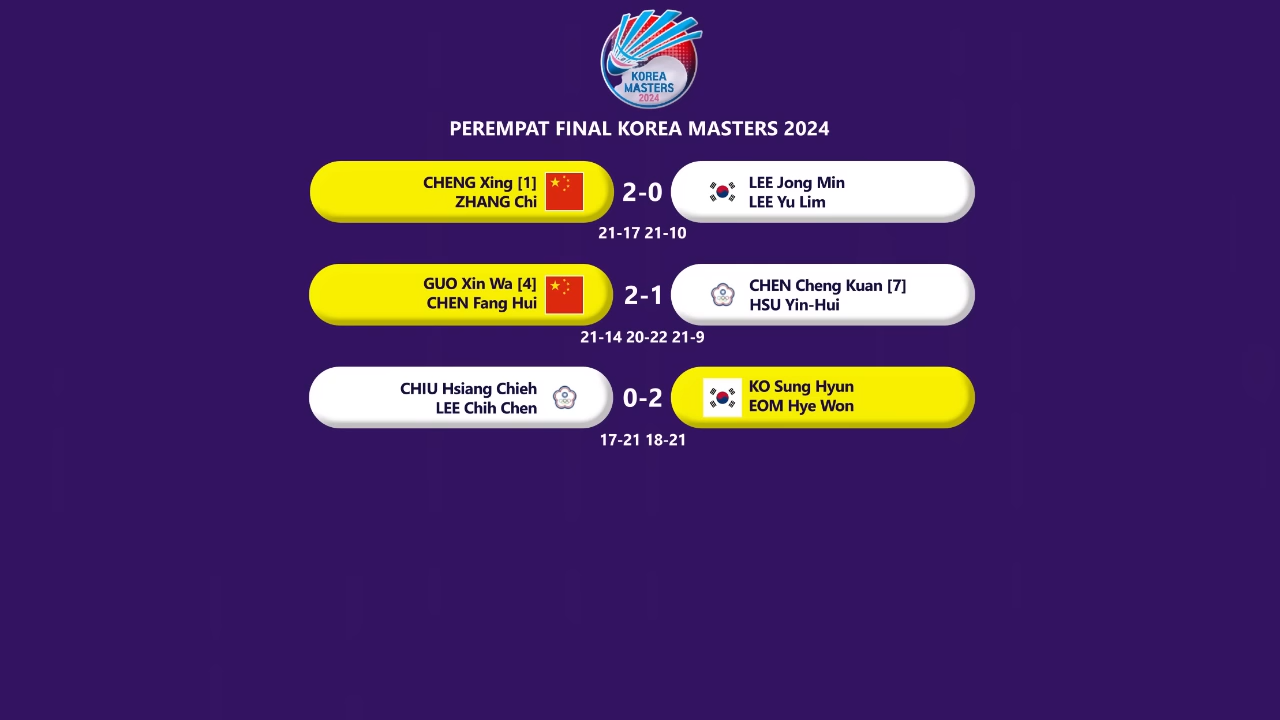 KOREA
MASTERS
2024
PEREMPAT FINAL KOREA MASTERS 2024
CHENG Xing [1]
ZHANG Chi
2-0
LEE Jong Min
LEE Yu Lim
21-17 21-10
GUO Xin Wa [4]
CHEN Fang Hui
2-1
CHEN Cheng Kuan [7]
HSU Yin-Hui
21-14 20-22 21-9
CHIU Hsiang Chieh
LEE Chih Chen
0-2
KO Sung Hyun
EOM Hye Won
17-21 18-21